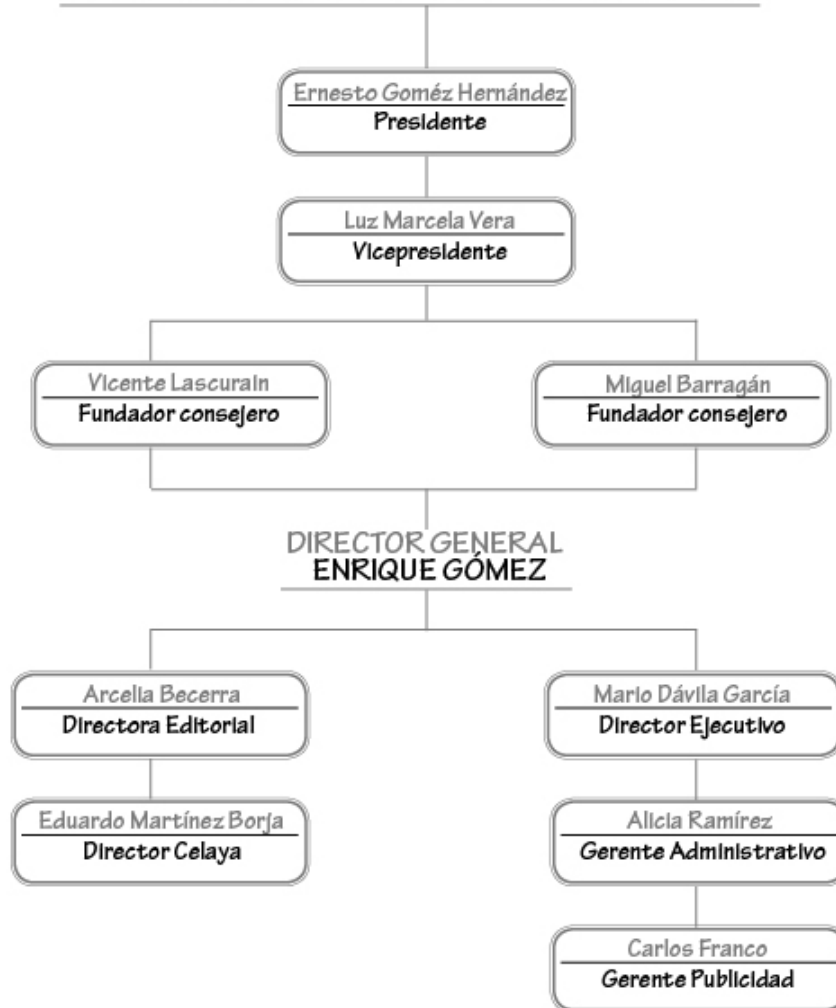 Ernesto Goméz Hernández
Presidente
Luz Marcela Vera
Vicepresidente
Vicente Lascurain
Fundador consejero
Miguel Barragán
Fundador consejero
DIRECTOR GENERAL
ENRIQUE GÓMEZ
Arcelia Becerra
Directora Editorial
Mario Dávila García
Director Ejecutivo
Eduardo Martínez Borja
Director Celaya
Alicia Ramírez
Gerente Administrativo
Carlos Franco
Gerente Publicidad